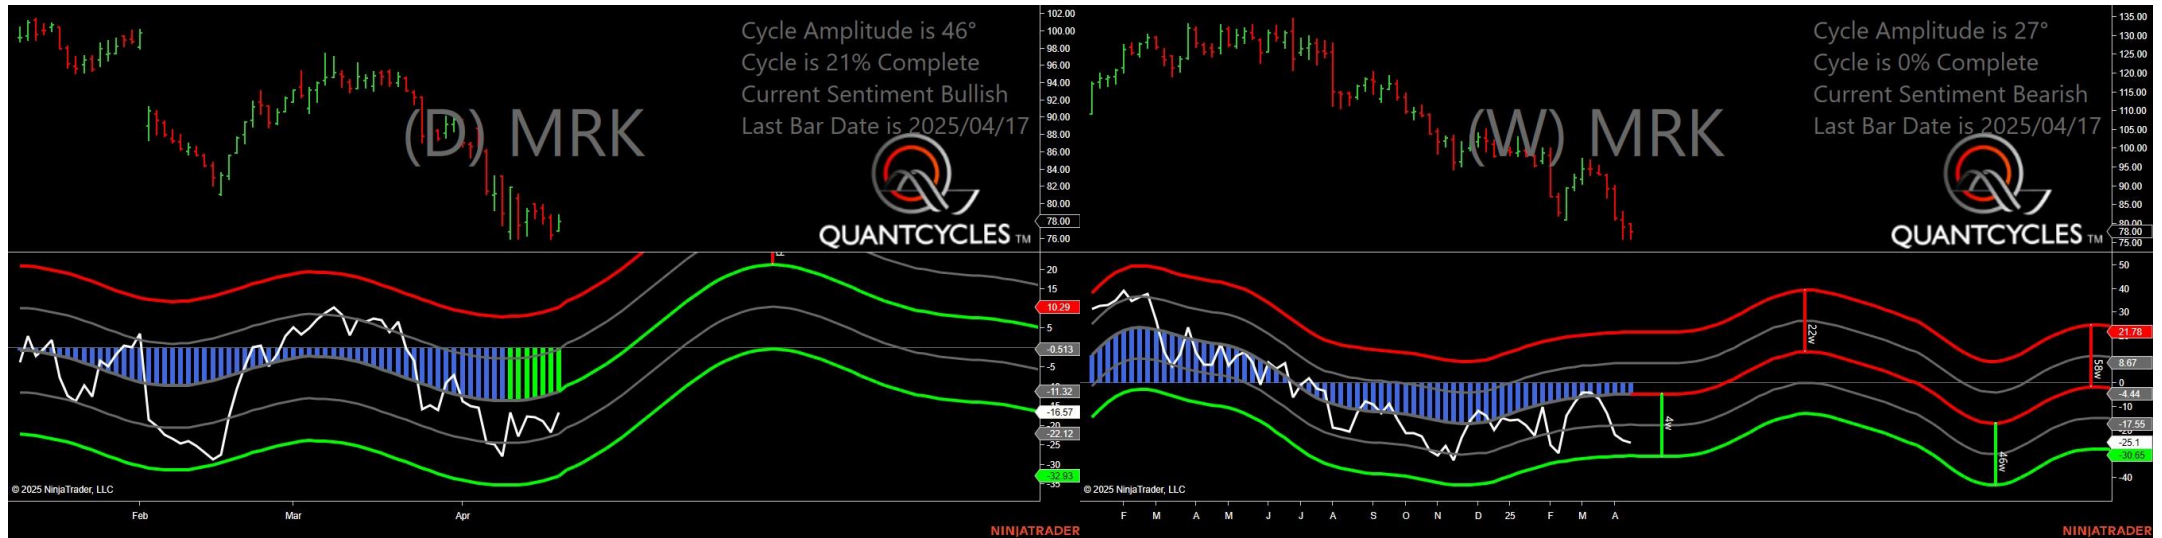 Cycle Amplitude is 46°
Cycle is 21% Complete
Current Sentiment Bullish
Last Bar Date is 2025/04/17
(D) MRK
QUANTCYCLES TM
102.00
100.00
98.00
96.00
94.00
92.00
90.00
88.00
86.00
84.00
82.00
80.00
78.00
76.00
20
15
10.29
5
-0.513
-5
-11.32
-16.57
-22.12
-25
-30
-32.93
-35
© 2025 NinjaTrader, LLC
Feb
Mar
Apr
NINJATRADER
Cycle Amplitude is 27°
Cycle is 0% Complete
Current Sentiment Bearish
Last Bar Date is 2025/04/17
(W) MRK
QUANTCYCLES TM
135.00
130.00
125.00
120.00
115.00
110.00
105.00
100.00
95.00
90.00
85.00
80.00
78.00
75.00
50
40
30
21.78
8.67
0
-4.44
-10
-17.55
-25.1
-30.65
-40
4w
22w
46w
58w
© 2025 NinjaTrader, LLC
F M A M J J A S O N D 25 F M A
NINJATRADER